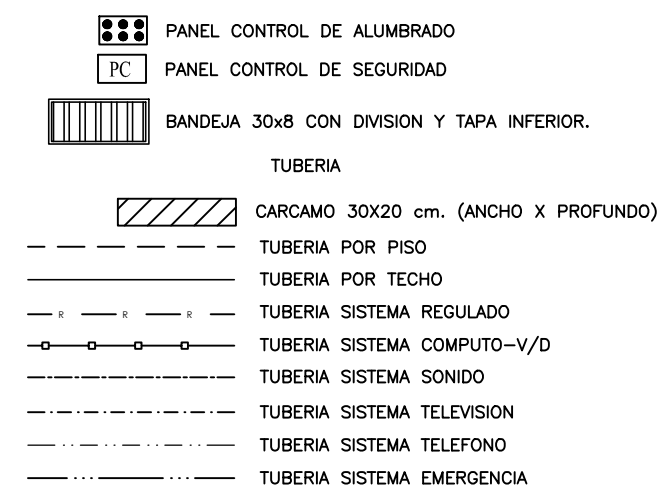 PANEL CONTROL DE ALUMBRADO
PC PANEL CONTROL DE SEGURIDAD
BANDEJA 30x8 CON DIVISION Y TAPA INFERIOR.
TUBERIA
CARCAMO 30X20 cm. (ANCHO X PROFUNDO)
TUBERIA POR PISO
TUBERIA POR TECHO
R R R TUBERIA SISTEMA REGULADO
TUBERIA SISTEMA COMPUTO-V/D
TUBERIA SISTEMA SONIDO
TUBERIA SISTEMA TELEVISION
TUBERIA SISTEMA TELEFONO
TUBERIA SISTEMA EMERGENCIA